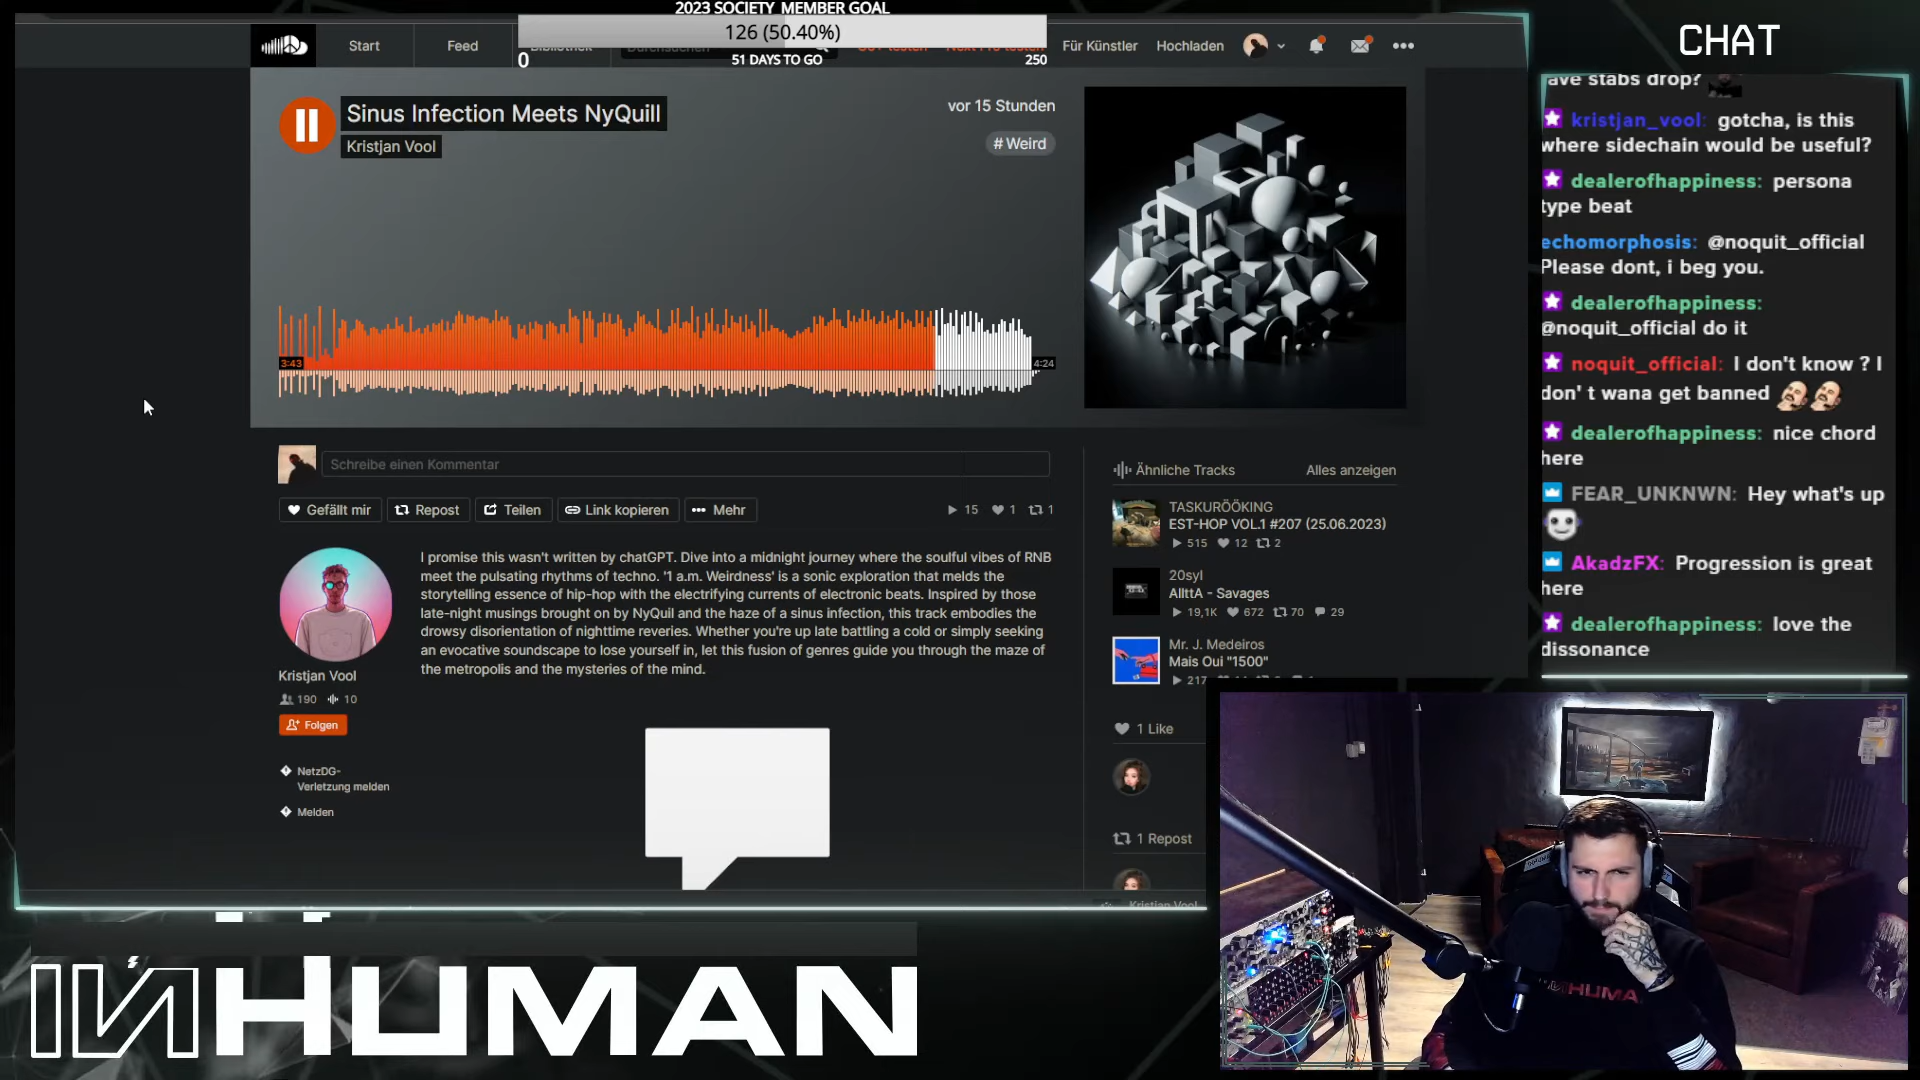 2023 SOCIETY MEMBER GOAL
126 (50.40%)
0
51 DAYS TO GO
250
Start
Feed
Für Künstler
Hochladen
Sinus Infection Meets NyQuill
Kristjan Vool
vor 15 Stunden
# Weird
3:43
4:24
Schreibe einen Kommentar
Gefällt mir
Repost
Teilen
Link kopieren
Mehr
15
1
1
I promise this wasn't written by chatGPT. Dive into a midnight journey where the soulful vibes of RNB
meet the pulsating rhythms of techno. '1 a.m. Weirdness' is a sonic exploration that melds the
storytelling essence of hip-hop with the electrifying currents of electronic beats. Inspired by those
late-night musings brought on by NyQuil and the haze of a sinus infection, this track embodies the
drowsy disorientation of nighttime reveries. Whether you're up late battling a cold or simply seeking
an evocative soundscape to lose yourself in, let this fusion of genres guide you through the maze of
the metropolis and the mysteries of the mind.
Kristjan Vool
190
10
Folgen
NetzDG-
Verletzung melden
Melden
Ähnliche Tracks
Alles anzeigen
TASKURÖÖKING
EST-HOP VOL.1 #207 (25.06.2023)
515
12
2
20syl
AllttA - Savages
19,1K
672
70
29
Mr. J. Medeiros
Mais Oui "1500"
217
1 Like
1 Repost
Kristjan Vool
CHAT
ave stabs drop?
kristjan_vool: gotcha, is this
where sidechain would be useful?
dealerofhappiness: persona
type beat
echomorphosis: @noquit_official
Please dont, i beg you.
dealerofhappiness:
@noquit_official do it
noquit_official: I don't know ? I
don' t wana get banned
dealerofhappiness: nice chord
here
FEAR_UNKNWN: Hey what's up
AkadzFX: Progression is great
here
dealerofhappiness: love the
dissonance
INHUMAN
INHUMAN